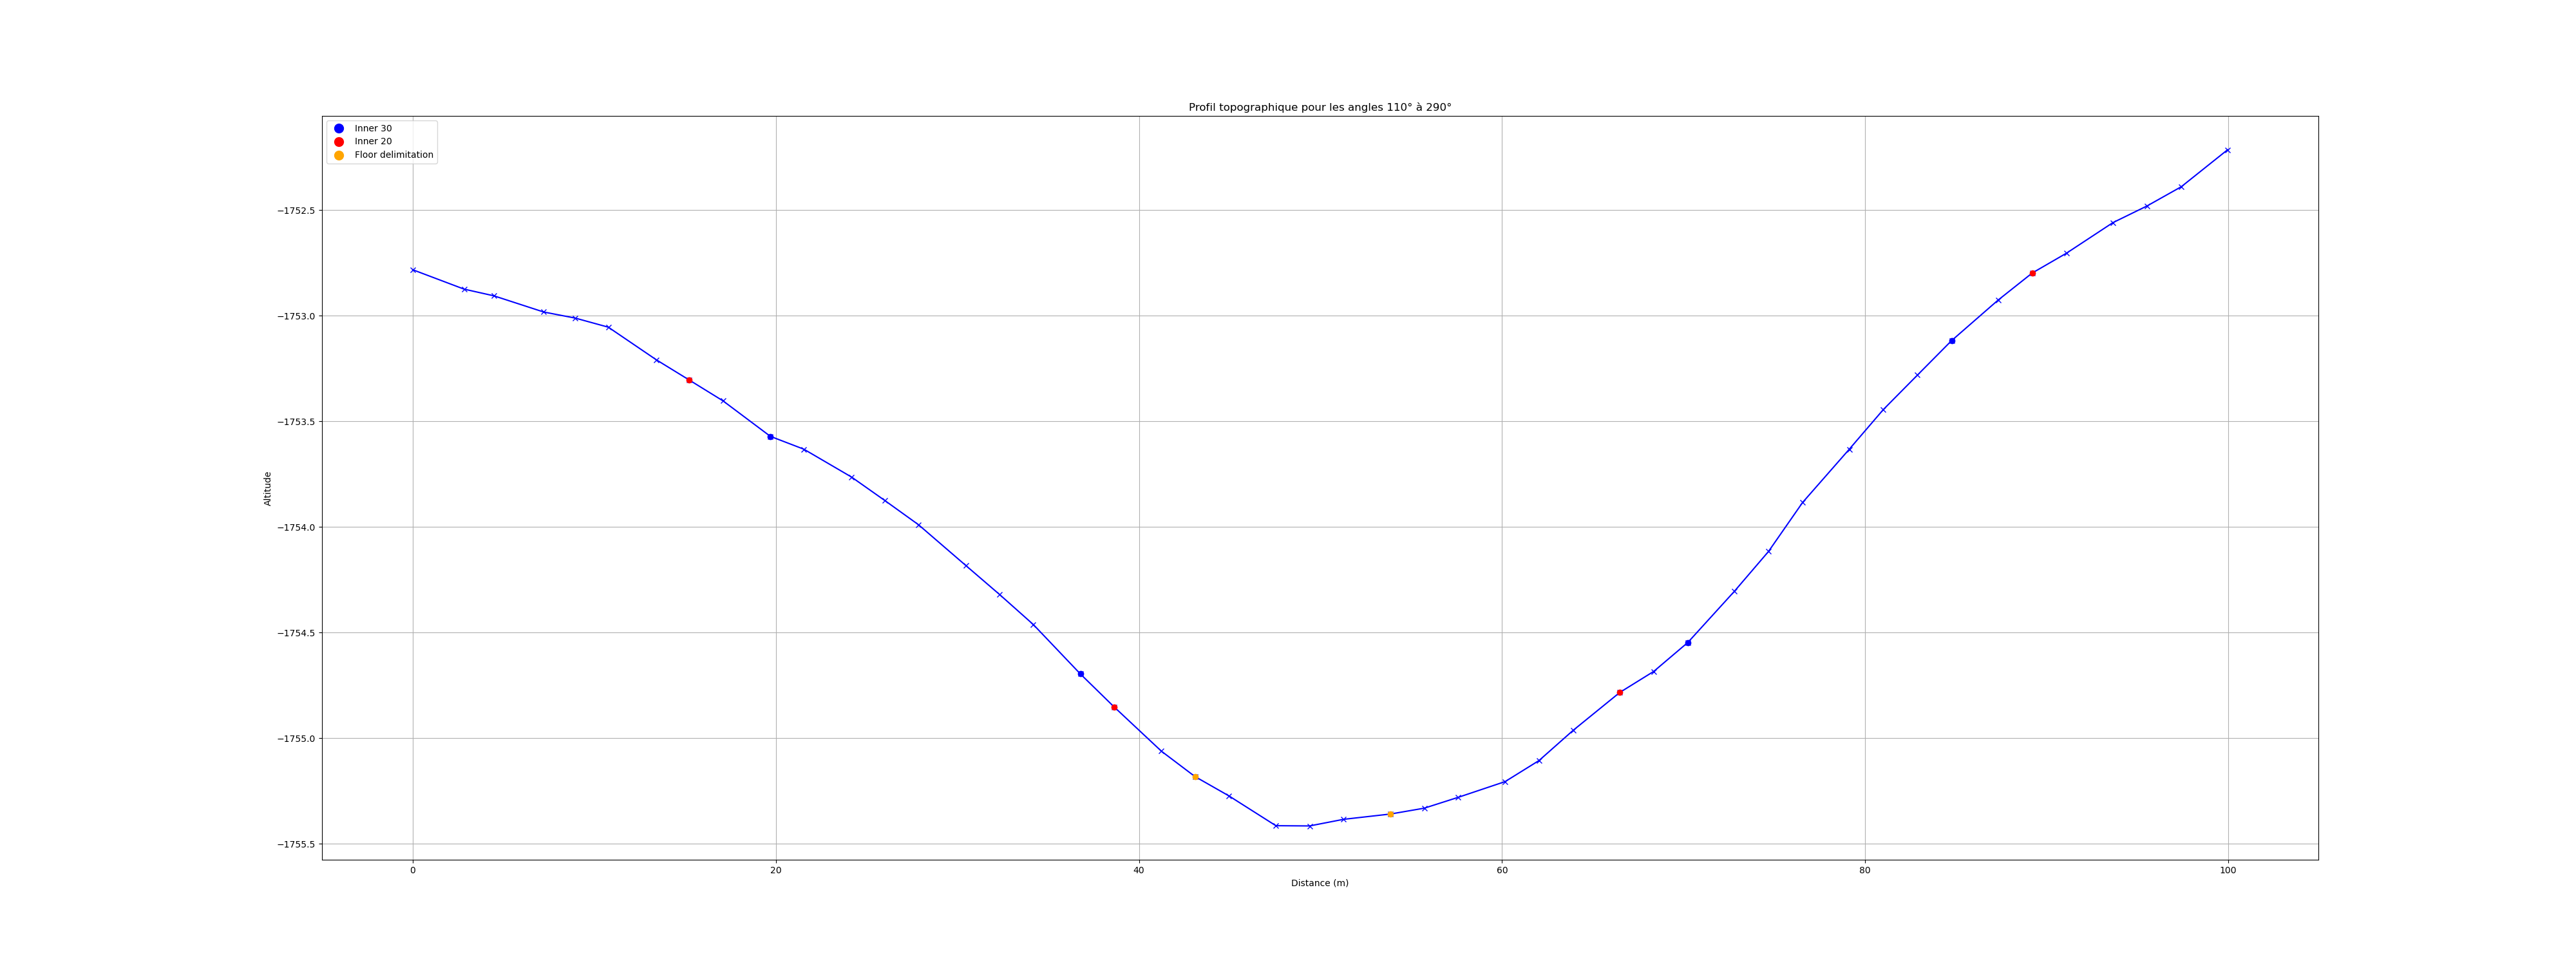 Profil topographique pour les angles 110° à 290°
Inner 30
Inner 20
Floor delimitation
Altitude
−1752.5
−1753.0
−1753.5
−1754.0
−1754.5
−1755.0
−1755.5
0 20 40 60 80 100
Distance (m)